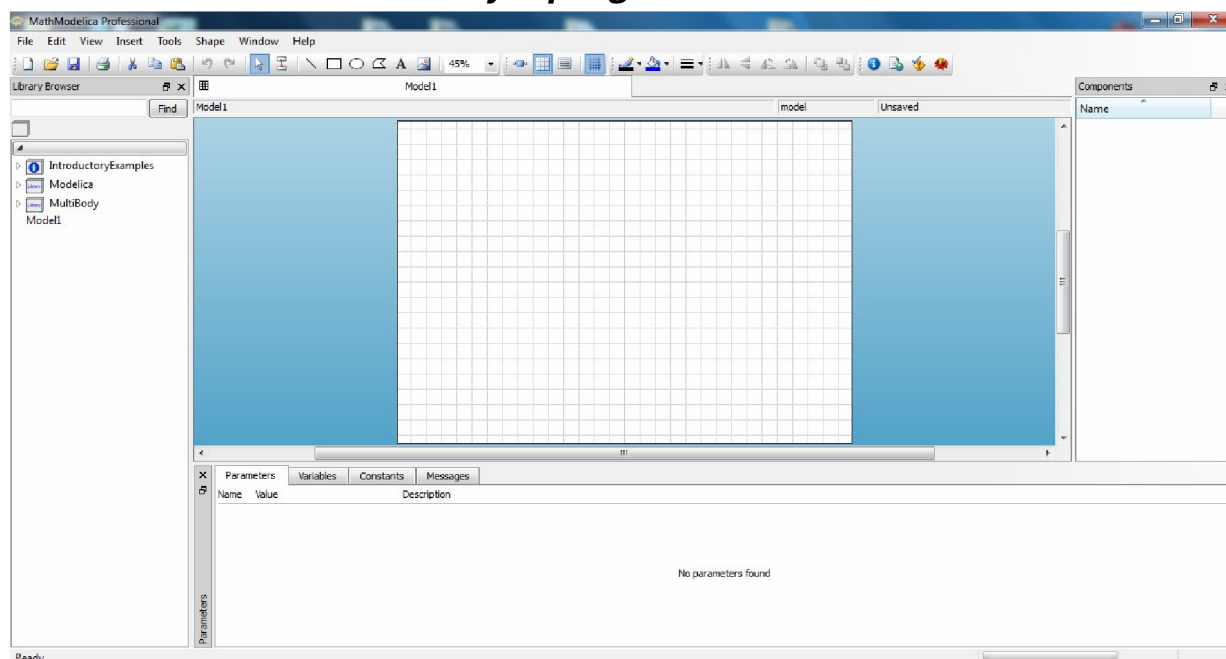 MathModelica Professional
File Edit View Insert Tools Shape Window Help
45%
Library Browser
Model1
Components
Find
Model1
model
Unsaved
Name
IntroductoryExamples
Modelica
MultiBody
Model1
Parameters Variables Constants Messages
Name Value Description
No parameters found
Parameters
Ready